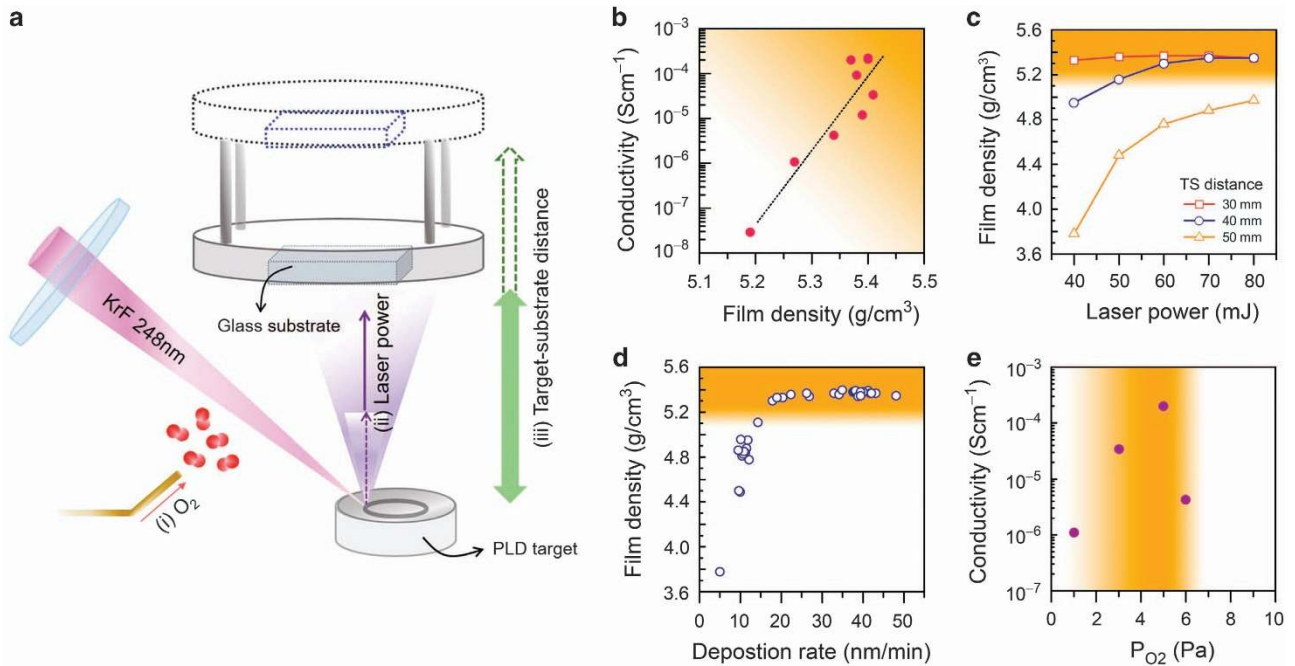 a
KrF 248nm
Glass substrate
(i) O₂
(ii) Laser power
(iii) Target-substrate distance
PLD target
b
Conductivity (Scm⁻¹)
10⁻³
10⁻⁴
10⁻⁵
10⁻⁶
10⁻⁷
10⁻⁸
5.1 5.2 5.3 5.4 5.5
Film density (g/cm³)
c
Film density (g/cm³)
5.6
5.2
4.8
4.4
4.0
3.6
TS distance
30 mm
40 mm
50 mm
40 50 60 70 80
Laser power (mJ)
d
Film density (g/cm³)
5.6
5.2
4.8
4.4
4.0
3.6
0 10 20 30 40 50
Depostion rate (nm/min)
e
Conductivity (Scm⁻¹)
10⁻³
10⁻⁴
10⁻⁵
10⁻⁶
10⁻⁷
0 2 4 6 8 10
P_O₂ (Pa)